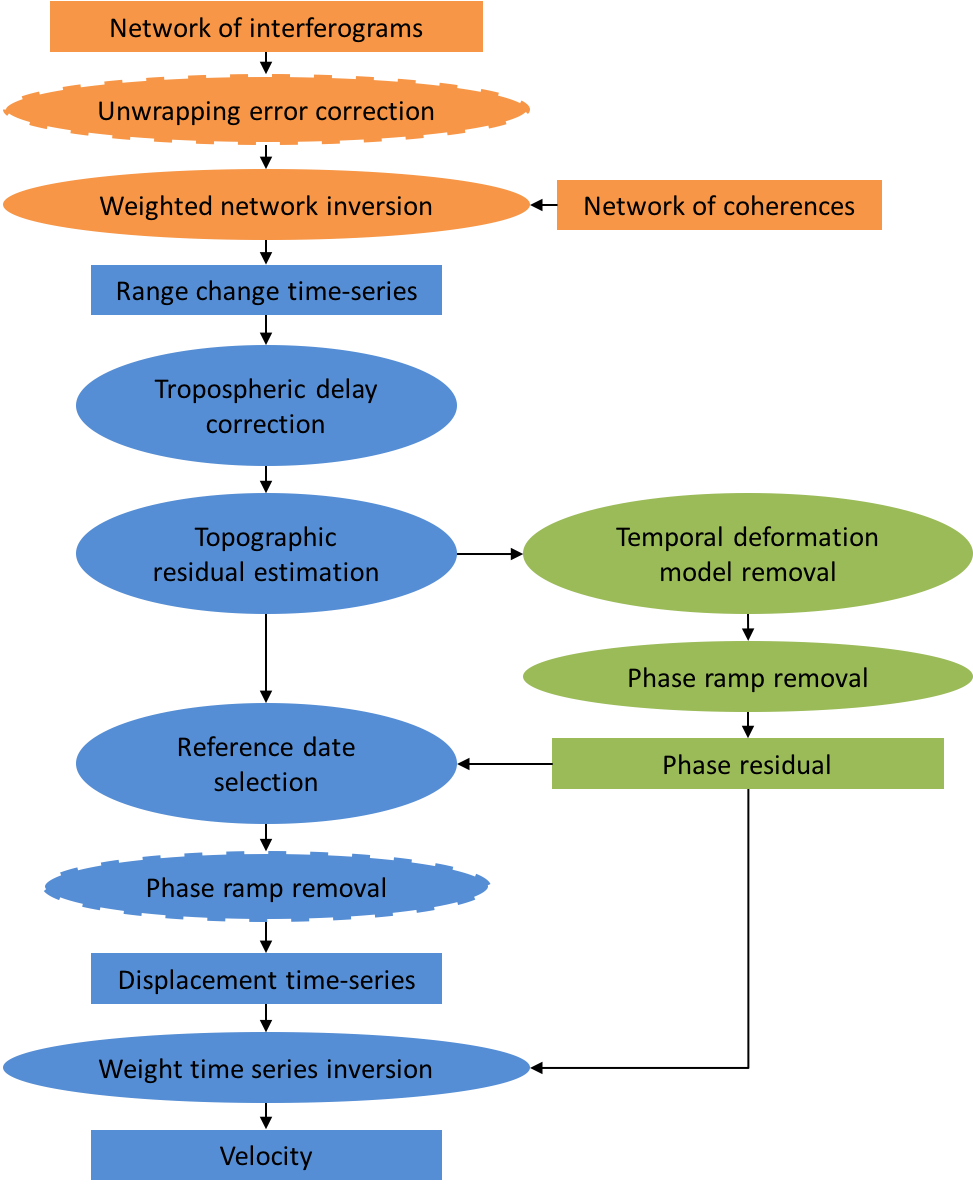 Network of interferograms
Unwrapping error correction
Weighted network inversion
Network of coherences
Range change time-series
Tropospheric delay
correction
Topographic
residual estimation
Temporal deformation
model removal
Phase ramp removal
Reference date
selection
Phase residual
Phase ramp removal
Displacement time-series
Weight time series inversion
Velocity